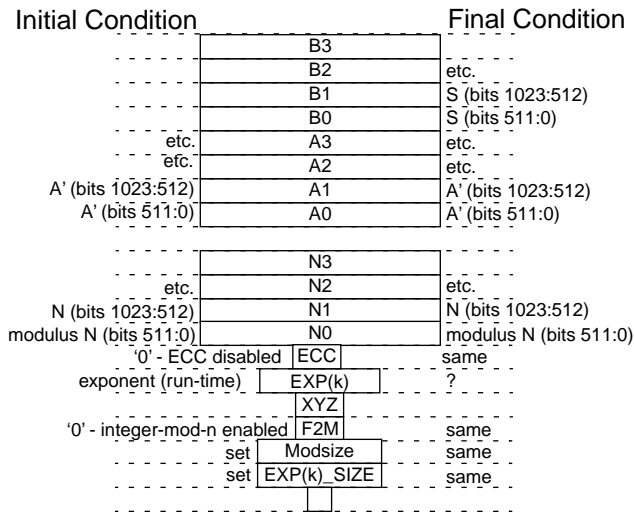 Initial Condition Final Condition
B3
B2 etc.
B1 S (bits 1023:512)
B0 S (bits 511:0)
etc. A3 etc.
etc. A2 etc.
A' (bits 1023:512) A1 A' (bits 1023:512)
A' (bits 511:0) A0 A' (bits 511:0)
N3
etc. N2 etc.
N (bits 1023:512) N1 N (bits 1023:512)
modulus N (bits 511:0) N0 modulus N (bits 511:0)
‘0’ - ECC disabled ECC same
exponent (run-time) EXP(k) ?
XYZ
‘0’ - integer-mod-n enabled F2M same
set Modsize same
set EXP(k)_SIZE same